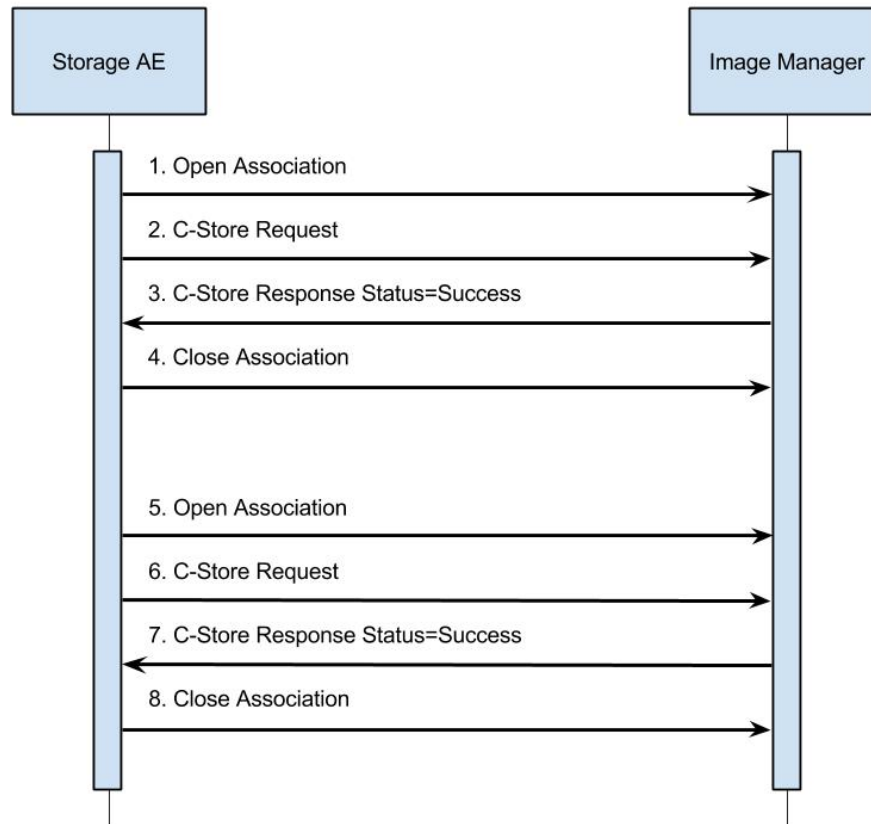 Storage AE
Image Manager
1. Open Association
2. C-Store Request
3. C-Store Response Status=Success
4. Close Association
5. Open Association
6. C-Store Request
7. C-Store Response Status=Success
8. Close Association